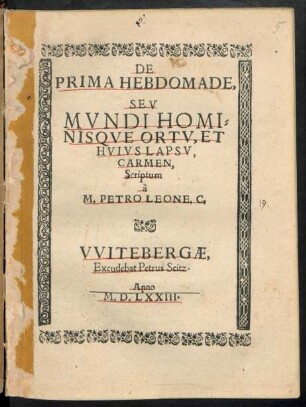 DE
PRIMA HEBDOMADE,
SEV
MVNDI HOMI-
NISQVE ORTV, ET
HVIVS LAPSV,
CARMEN,
Scriptum
à
M. PETRO LEONE. C.
VVITEBERGÆ,
Excudebat Petrus Seitz.
Anno
M. D. LXXIII.
19.